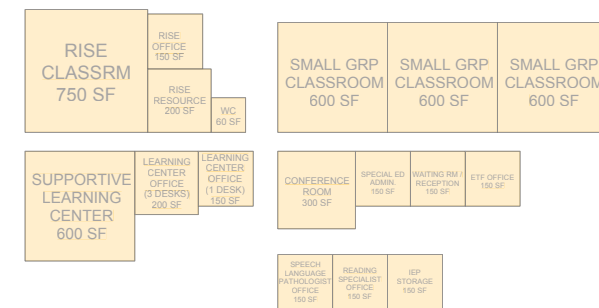 RISE
CLASSRM
750 SF
RISE
OFFICE
150 SF
RISE
RESOURCE
200 SF
WC
60 SF
SMALL GRP
CLASSROOM
600 SF
SMALL GRP
CLASSROOM
600 SF
SMALL GRP
CLASSROOM
600 SF
SUPPORTIVE
LEARNING
CENTER
600 SF
LEARNING
CENTER
OFFICE
(3 DESKS)
200 SF
LEARNING
CENTER
OFFICE
(1 DESK)
150 SF
CONFERENCE
ROOM
300 SF
SPECIAL ED
ADMIN.
150 SF
WAITING RM /
RECEPTION
150 SF
ETF OFFICE
150 SF
SPEECH
LANGUAGE
PATHOLOGIST
OFFICE
150 SF
READING
SPECIALIST
OFFICE
150 SF
IEP
STORAGE
150 SF